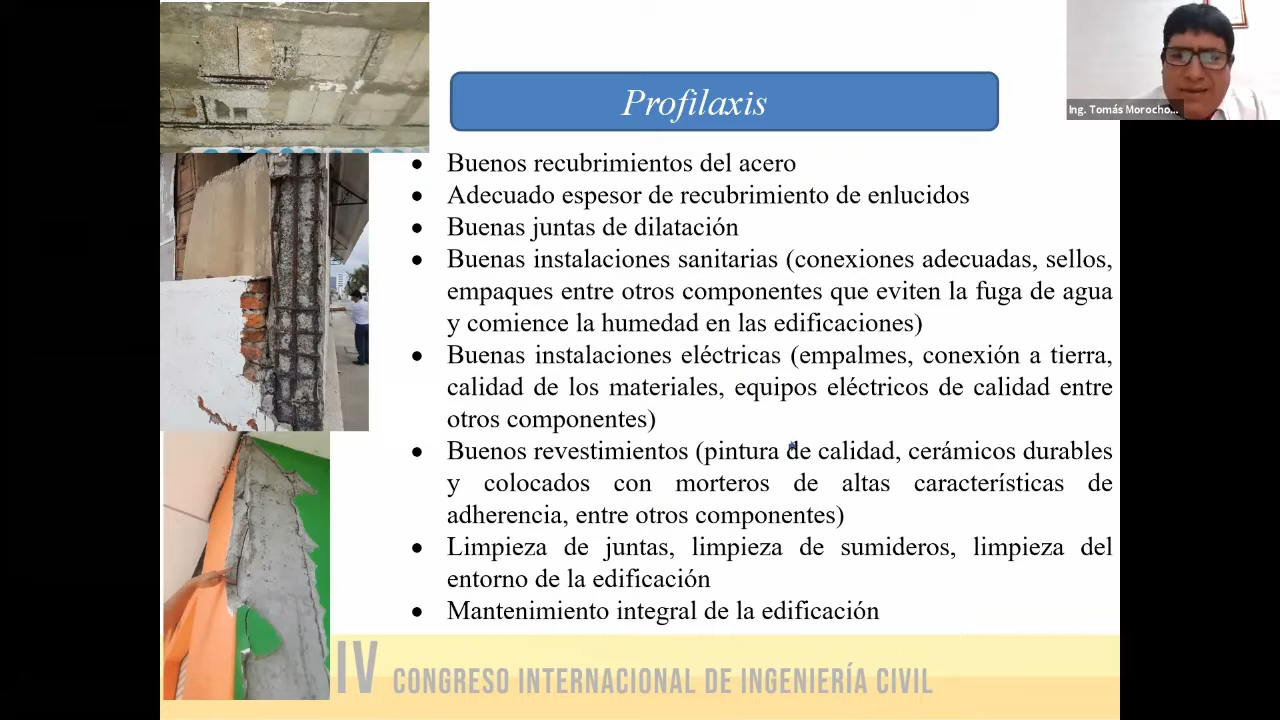 Profilaxis
Ing. Tomás Morocho...
• Buenos recubrimientos del acero
• Adecuado espesor de recubrimiento de enlucidos
• Buenas juntas de dilatación
• Buenas instalaciones sanitarias (conexiones adecuadas, sellos,
empaques entre otros componentes que eviten la fuga de agua
y comience la humedad en las edificaciones)
• Buenas instalaciones eléctricas (empalmes, conexión a tierra,
calidad de los materiales, equipos eléctricos de calidad entre
otros componentes)
• Buenos revestimientos (pintura de calidad, cerámicos durables
y colocados con morteros de altas características de
adherencia, entre otros componentes)
• Limpieza de juntas, limpieza de sumideros, limpieza del
entorno de la edificación
• Mantenimiento integral de la edificación
IV CONGRESO INTERNACIONAL DE INGENIERÍA CIVIL